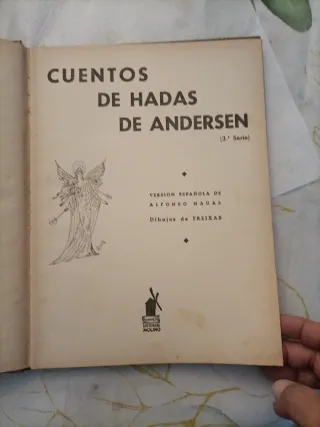 CUENTOS
DE HADAS
DE ANDERSEN
(3.ª Serie)
VERSION ESPAÑOLA DE
ALFONSO NADAL
Dibujos de FREIXAS
EDITORIAL
MOLINO